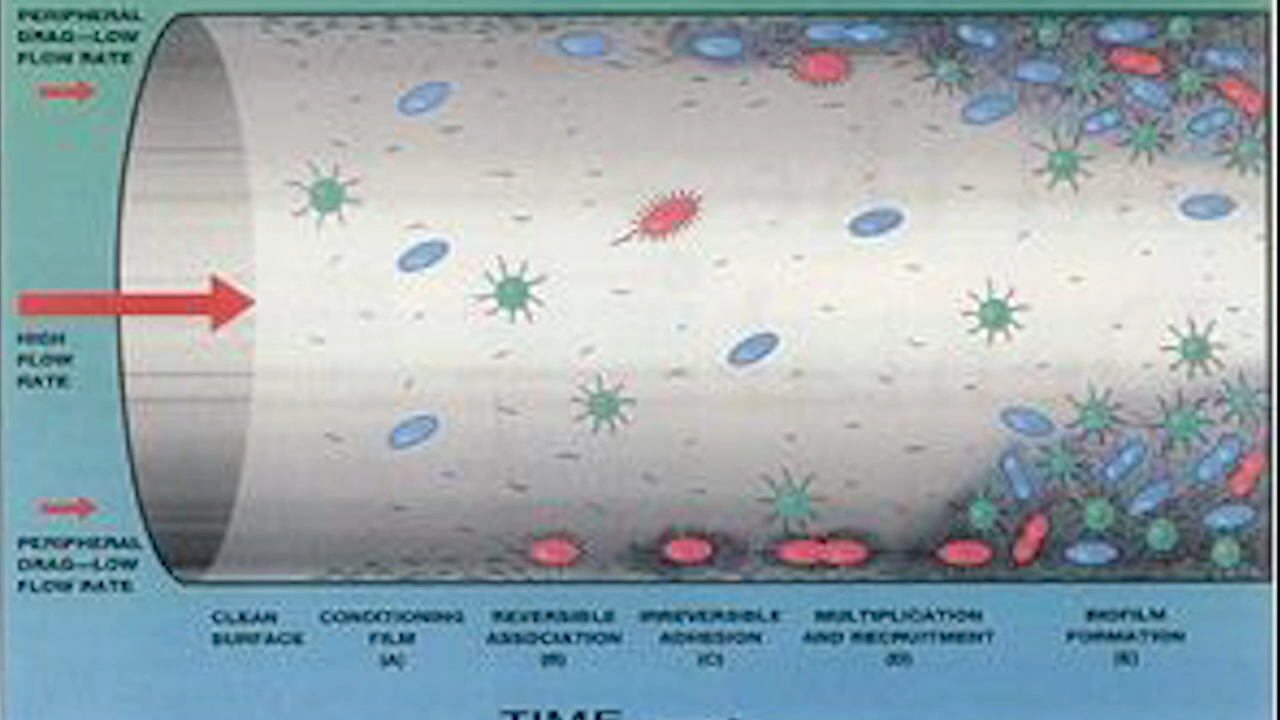 PERIPHERAL
DRAG—LOW
FLOW RATE
HIGH
FLOW
RATE
PERIPHERAL
DRAG—LOW
FLOW RATE
CLEAN
SURFACE
CONDITIONING
FILM
(A)
REVERSIBLE
ASSOCIATION
(B)
IRREVERSIBLE
ADHESION
(C)
MULTIPLICATION
AND RECRUITMENT
(D)
BIOFILM
FORMATION
(E)
TIME